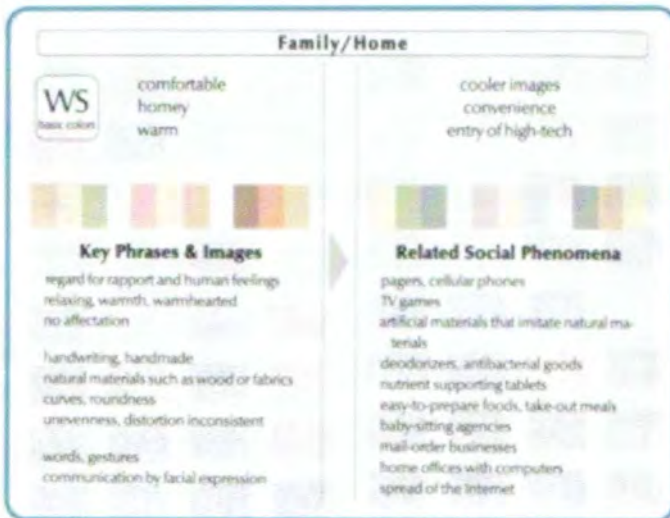 Family/Home
WS
basic colors
comfortable
homey
warm
Key Phrases & Images
regard for rapport and human feelings
relaxing, warmth, warmhearted
no affectation
handwriting, handmade
natural materials such as wood or fabrics
curves, roundness
unevenness, distortion inconsistent
words, gestures
communication by facial expression
cooler images
convenience
entry of high-tech
Related Social Phenomena
pagers, cellular phones
TV games
artificial materials that imitate natural ma-
terials
deodorizers, antibacterial goods
nutrient supporting tablets
easy-to-prepare foods, take-out meals
baby-sitting agencies
mail-order businesses
home offices with computers
spread of the Internet